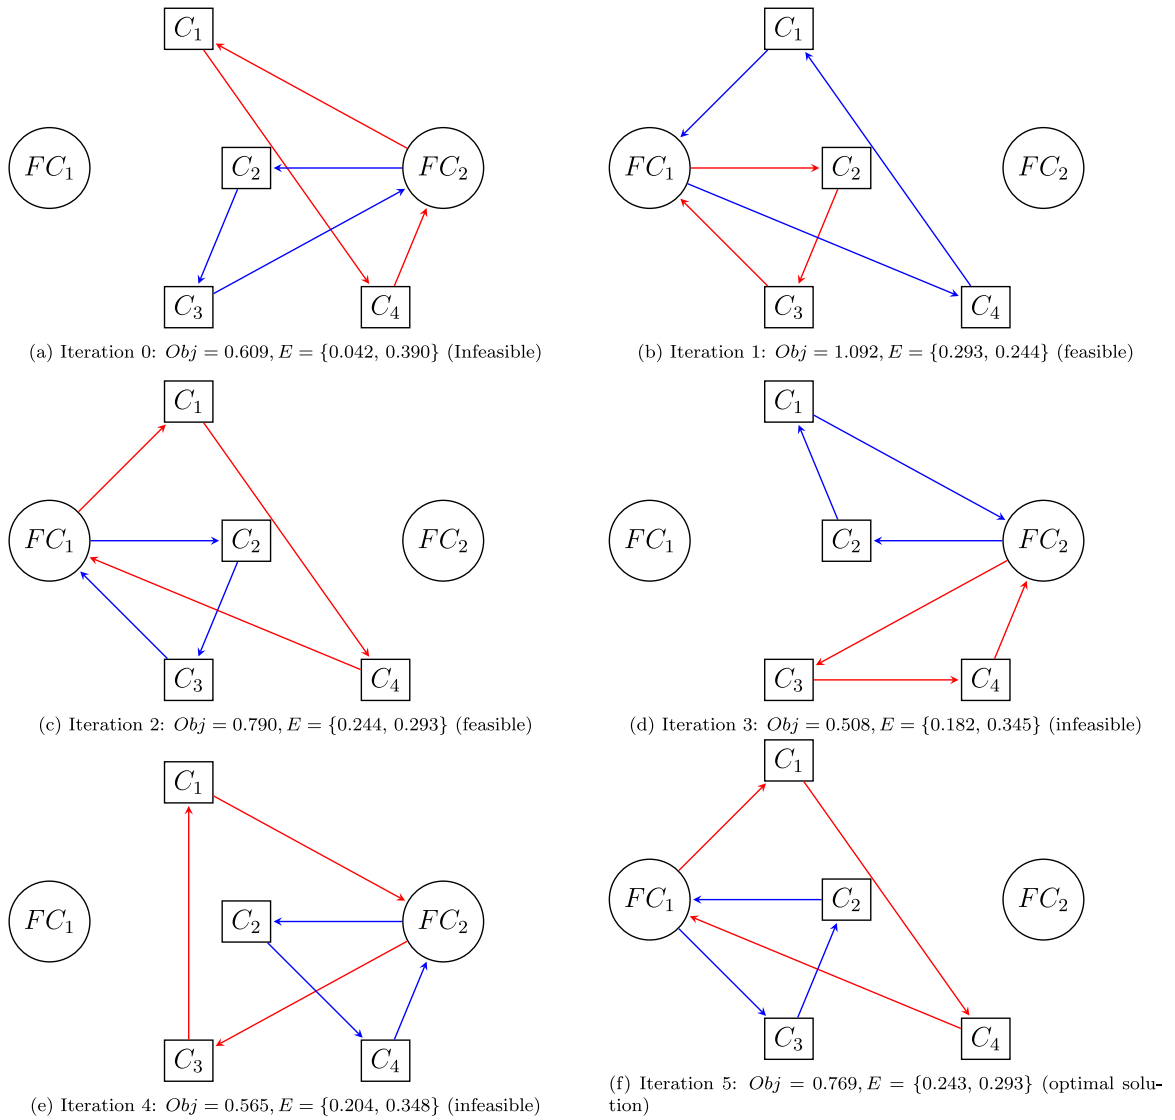 C₁
FC₁
C₂
FC₂
C₃
C₄
(a) Iteration 0: Obj = 0.609, E = {0.042, 0.390} (Infeasible)
C₁
FC₁
C₂
FC₂
C₃
C₄
(b) Iteration 1: Obj = 1.092, E = {0.293, 0.244} (feasible)
C₁
FC₁
C₂
FC₂
C₃
C₄
(c) Iteration 2: Obj = 0.790, E = {0.244, 0.293} (feasible)
C₁
FC₁
C₂
FC₂
C₃
C₄
(d) Iteration 3: Obj = 0.508, E = {0.182, 0.345} (infeasible)
C₁
FC₁
C₂
FC₂
C₃
C₄
(e) Iteration 4: Obj = 0.565, E = {0.204, 0.348} (infeasible)
C₁
FC₁
C₂
FC₂
C₃
C₄
(f) Iteration 5: Obj = 0.769, E = {0.243, 0.293} (optimal solu-
tion)